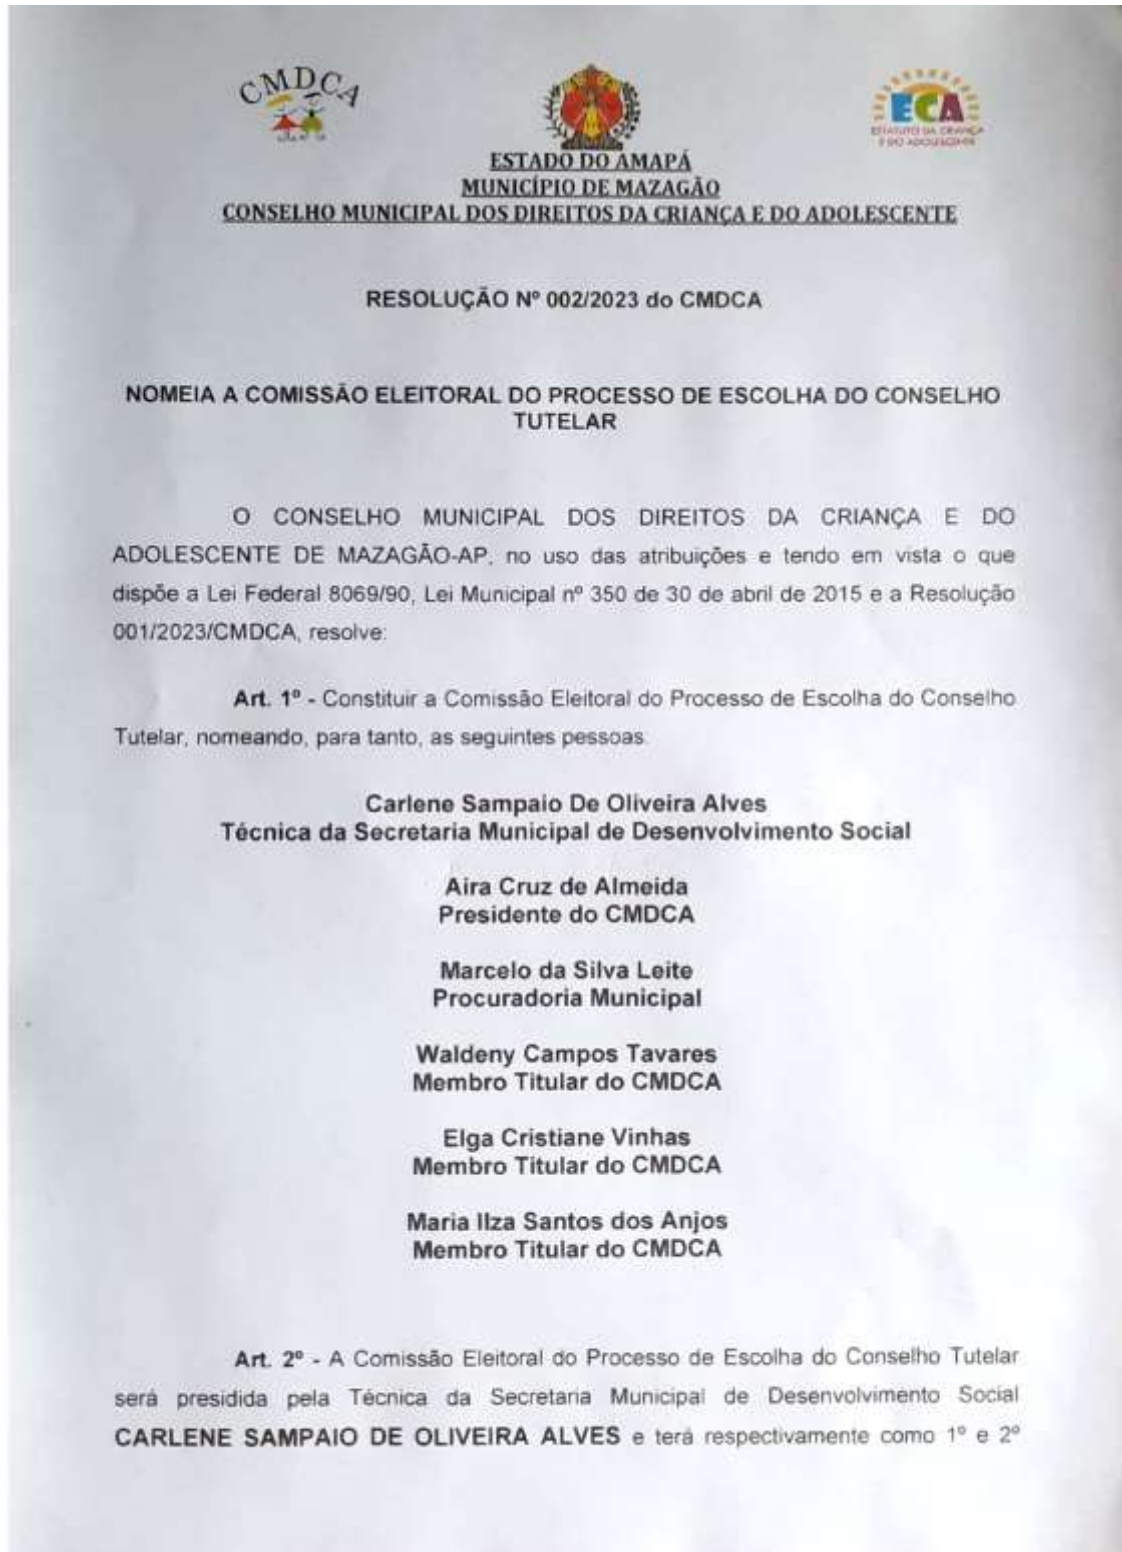 CMDCA
ECA
ESTATUTO DA CRIANÇA
E DO ADOLESCENTE
ESTADO DO AMAPÁ
MUNICÍPIO DE MAZAGÃO
CONSELHO MUNICIPAL DOS DIREITOS DA CRIANÇA E DO ADOLESCENTE
RESOLUÇÃO Nº 002/2023 do CMDCA
NOMEIA A COMISSÃO ELEITORAL DO PROCESSO DE ESCOLHA DO CONSELHO
TUTELAR
O CONSELHO MUNICIPAL DOS DIREITOS DA CRIANÇA E DO
ADOLESCENTE DE MAZAGÃO-AP, no uso das atribuições e tendo em vista o que
dispõe a Lei Federal 8069/90, Lei Municipal nº 350 de 30 de abril de 2015 e a Resolução
001/2023/CMDCA, resolve:
Art. 1º - Constituir a Comissão Eleitoral do Processo de Escolha do Conselho
Tutelar, nomeando, para tanto, as seguintes pessoas.
Carlene Sampaio De Oliveira Alves
Técnica da Secretaria Municipal de Desenvolvimento Social
Aira Cruz de Almeida
Presidente do CMDCA
Marcelo da Silva Leite
Procuradoria Municipal
Waldeny Campos Tavares
Membro Titular do CMDCA
Elga Cristiane Vinhas
Membro Titular do CMDCA
Maria Ilza Santos dos Anjos
Membro Titular do CMDCA
Art. 2º - A Comissão Eleitoral do Processo de Escolha do Conselho Tutelar
será presidida pela Técnica da Secretaria Municipal de Desenvolvimento Social
CARLENE SAMPAIO DE OLIVEIRA ALVES e terá respectivamente como 1º e 2º